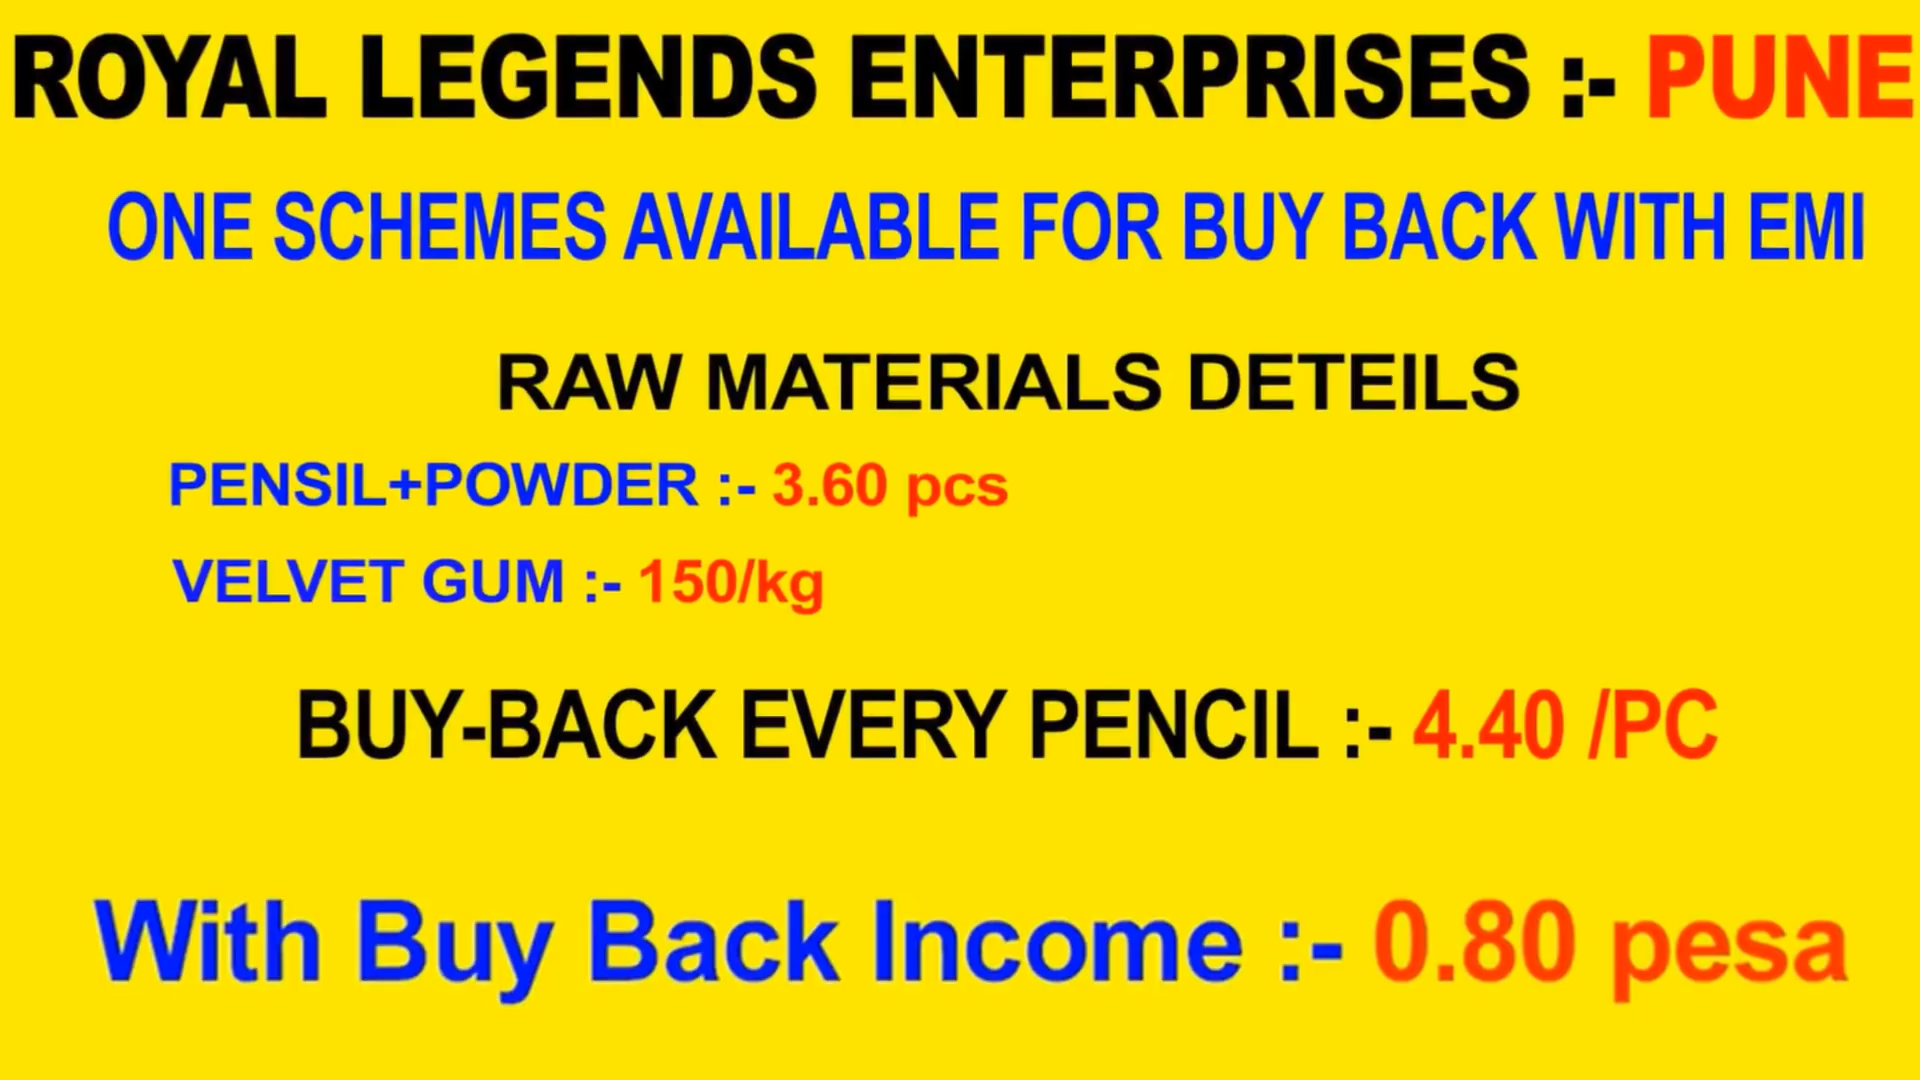 ROYAL LEGENDS ENTERPRISES :- PUNE
ONE SCHEMES AVAILABLE FOR BUY BACK WITH EMI
RAW MATERIALS DETEILS
PENSIL+POWDER :- 3.60 pcs
VELVET GUM :- 150/kg
BUY-BACK EVERY PENCIL :- 4.40 /PC
With Buy Back Income :- 0.80 pesa